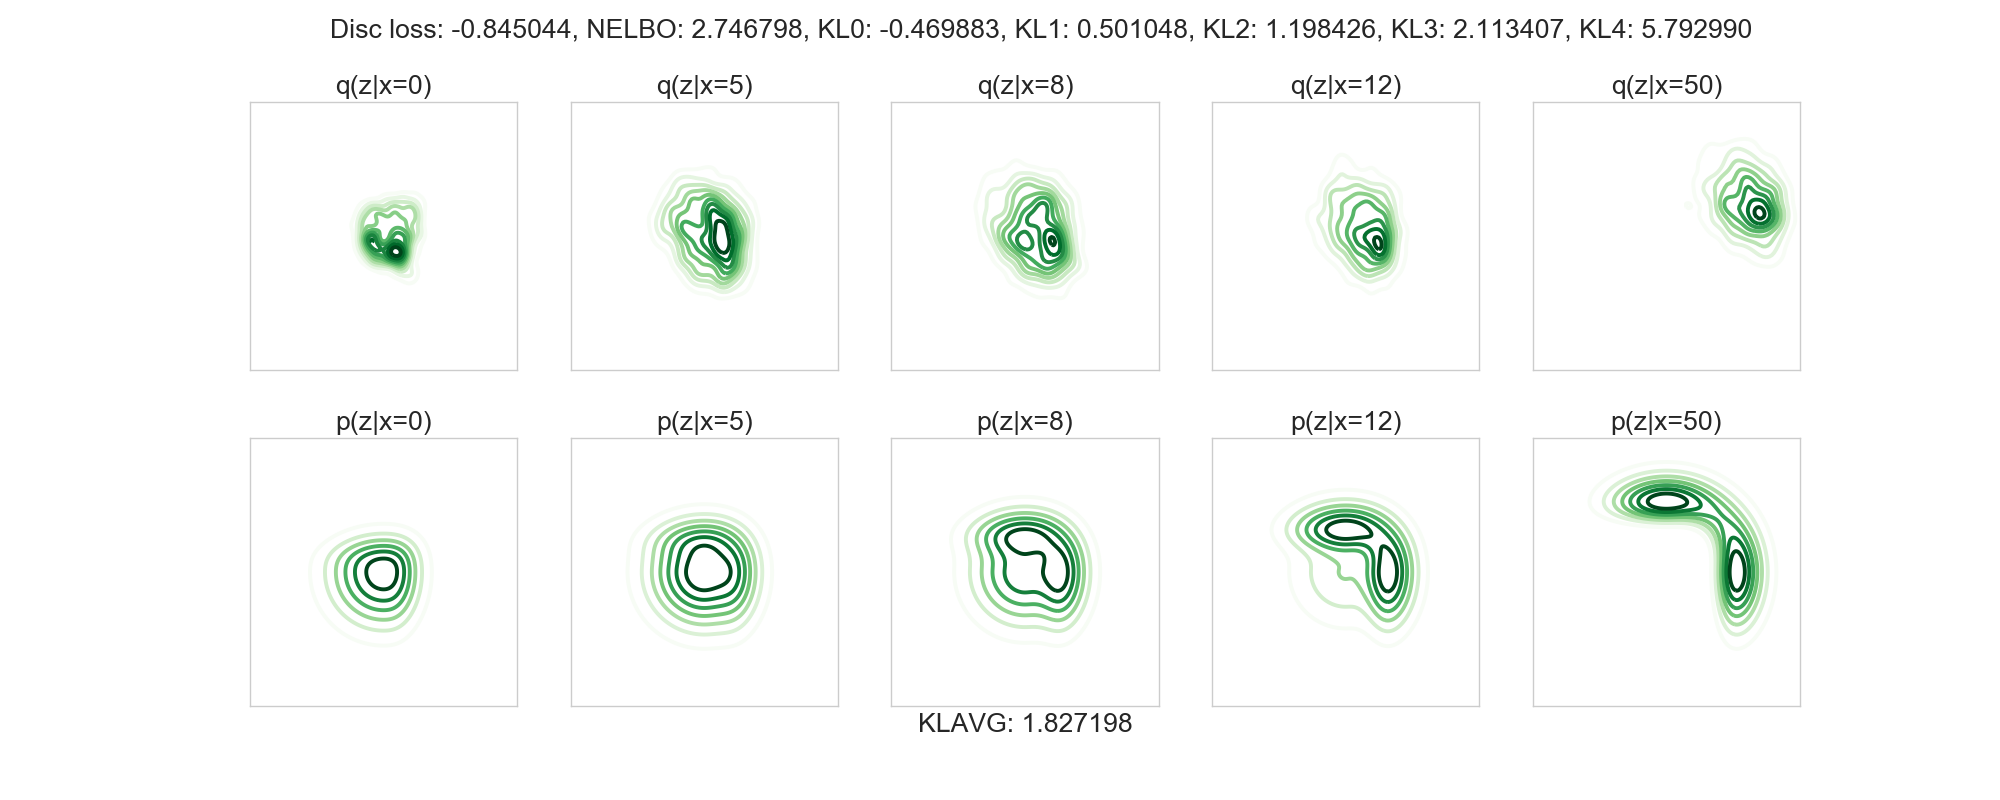 Disc loss: -0.845044, NELBO: 2.746798, KL0: -0.469883, KL1: 0.501048, KL2: 1.198426, KL3: 2.113407, KL4: 5.792990
q(z|x=0) q(z|x=5) q(z|x=8) q(z|x=12) q(z|x=50)
p(z|x=0) p(z|x=5) p(z|x=8) p(z|x=12) p(z|x=50)
KLAVG: 1.827198